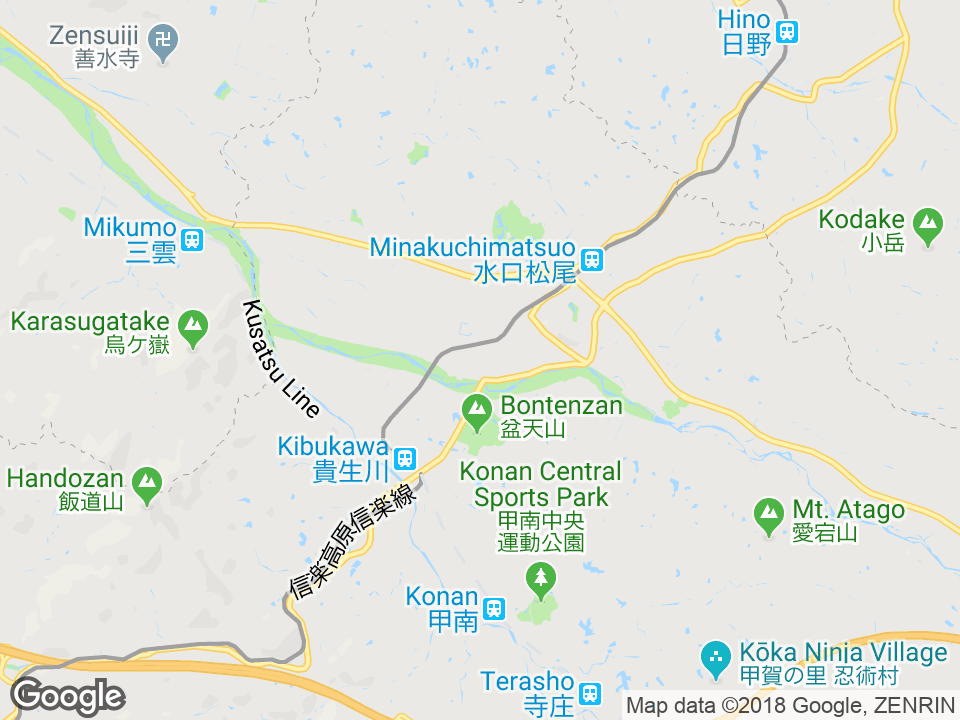 Hino
日野
Zensuiji
善水寺
Kodake
小岳
Mikumo
三雲
Minakuchimatsuo
水口松尾
Karasugatake
烏ケ嶽
Kusatsu Line
Bontenzan
盆天山
Kibukawa
貴生川
Handozan
飯道山
Konan Central
Sports Park
甲南中央
運動公園
Mt. Atago
愛宕山
信楽高原信楽線
Konan
甲南
Kōka Ninja Village
甲賀の里 忍術村
Terasho
寺庄
Google
Map data ©2018 Google, ZENRIN